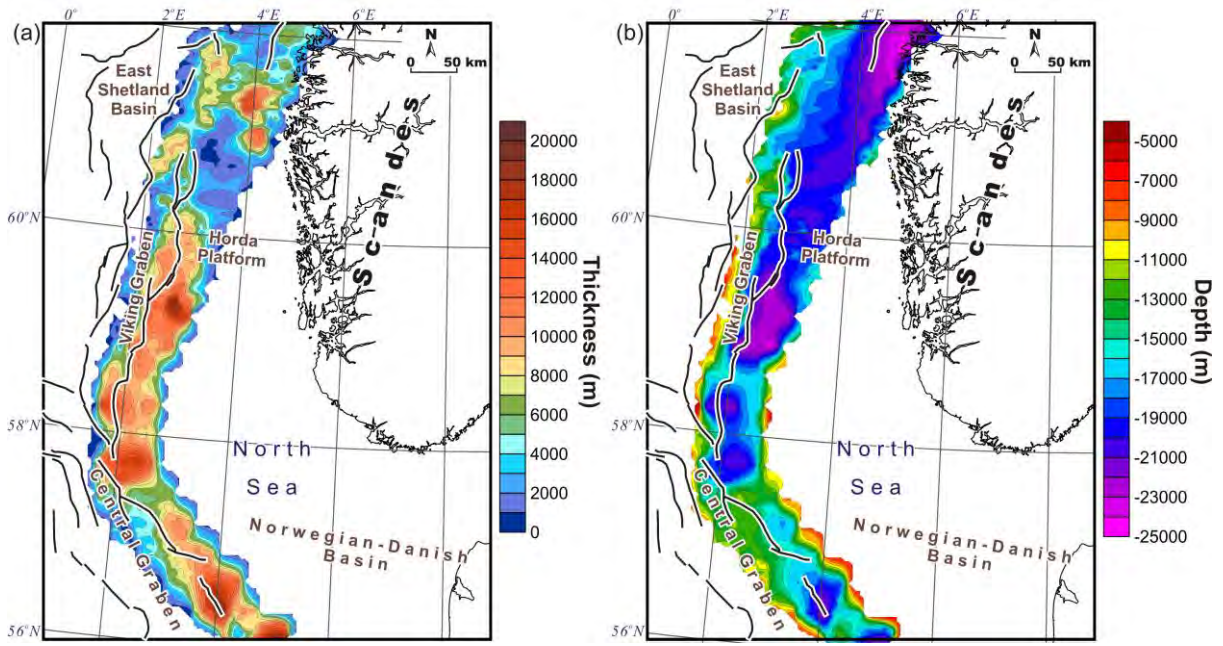 (a)
0°
2°E
4°E
6°E
N
0 50 km
East
Shetland
Basin
Scandes
60°N
Viking Graben
Horda
Platform
58°N
North
Sea
Central Graben
Norwegian-Danish
Basin
56°N
20000
18000
16000
14000
12000
10000
8000
6000
4000
2000
0
Thickness (m)
(b)
0°
2°E
4°E
6°E
N
0 50 km
East
Shetland
Basin
Scandes
60°N
Viking Graben
Horda
Platform
58°N
North
Sea
Central Graben
Norwegian-Danish
Basin
56°N
-5000
-7000
-9000
-11000
-13000
-15000
-17000
-19000
-21000
-23000
-25000
Depth (m)